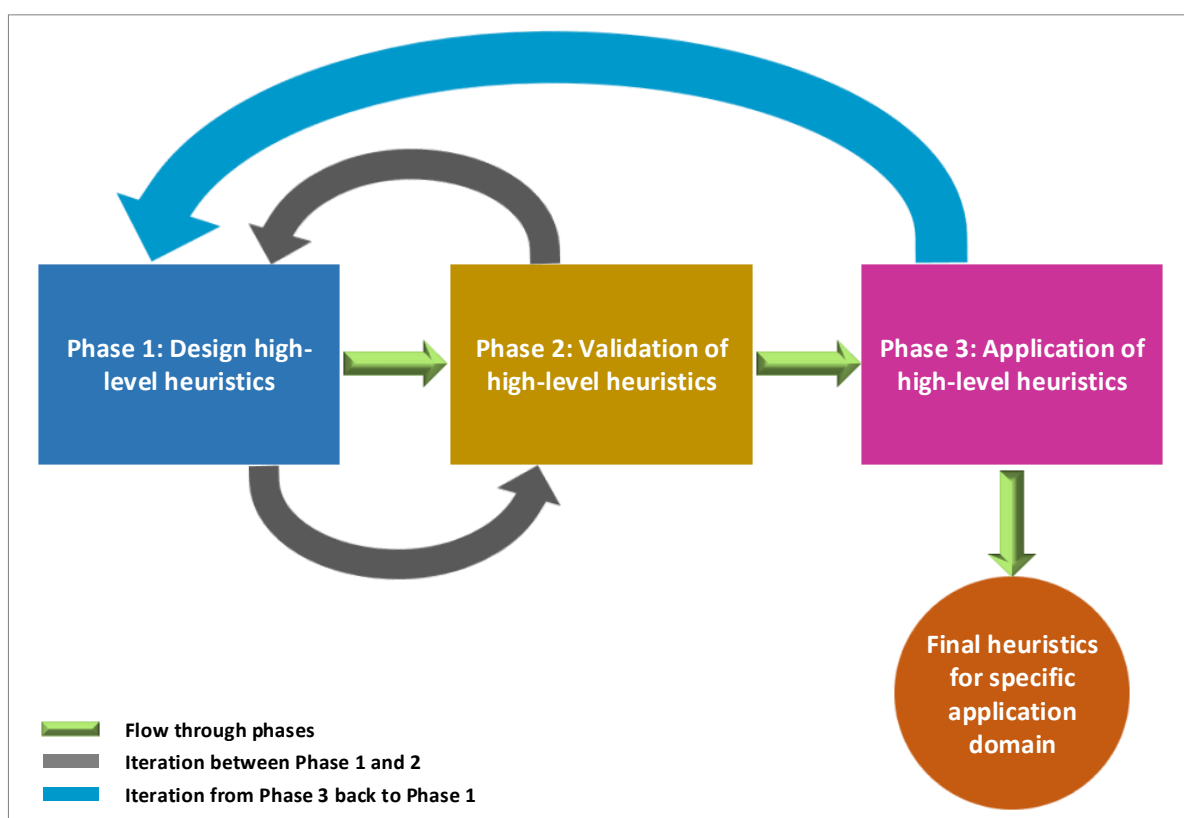 Phase 1: Design high-
level heuristics
Phase 2: Validation of
high-level heuristics
Phase 3: Application of
high-level heuristics
Final heuristics
for specific
application
domain
Flow through phases
Iteration between Phase 1 and 2
Iteration from Phase 3 back to Phase 1